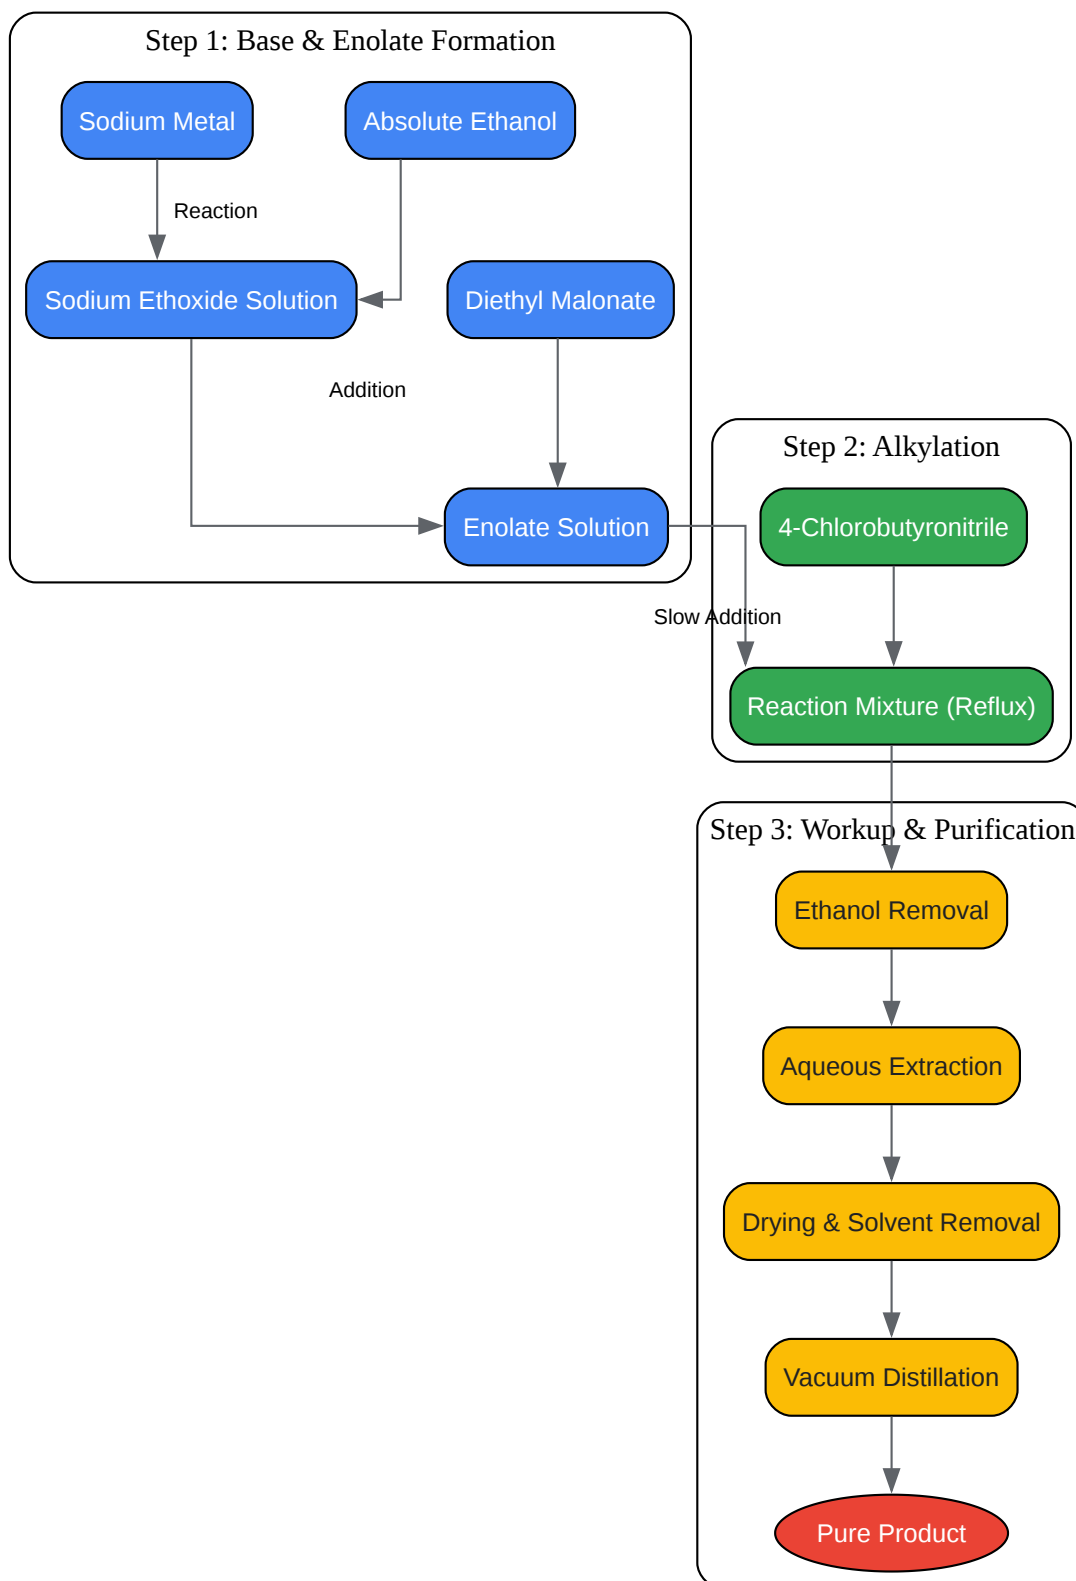 Step 1: Base & Enolate Formation
Sodium Metal
Absolute Ethanol
Reaction
Sodium Ethoxide Solution
Diethyl Malonate
Addition
Enolate Solution
Step 2: Alkylation
4-Chlorobutyronitrile
Slow Addition
Reaction Mixture (Reflux)
Step 3: Workup & Purification
Ethanol Removal
Aqueous Extraction
Drying & Solvent Removal
Vacuum Distillation
Pure Product